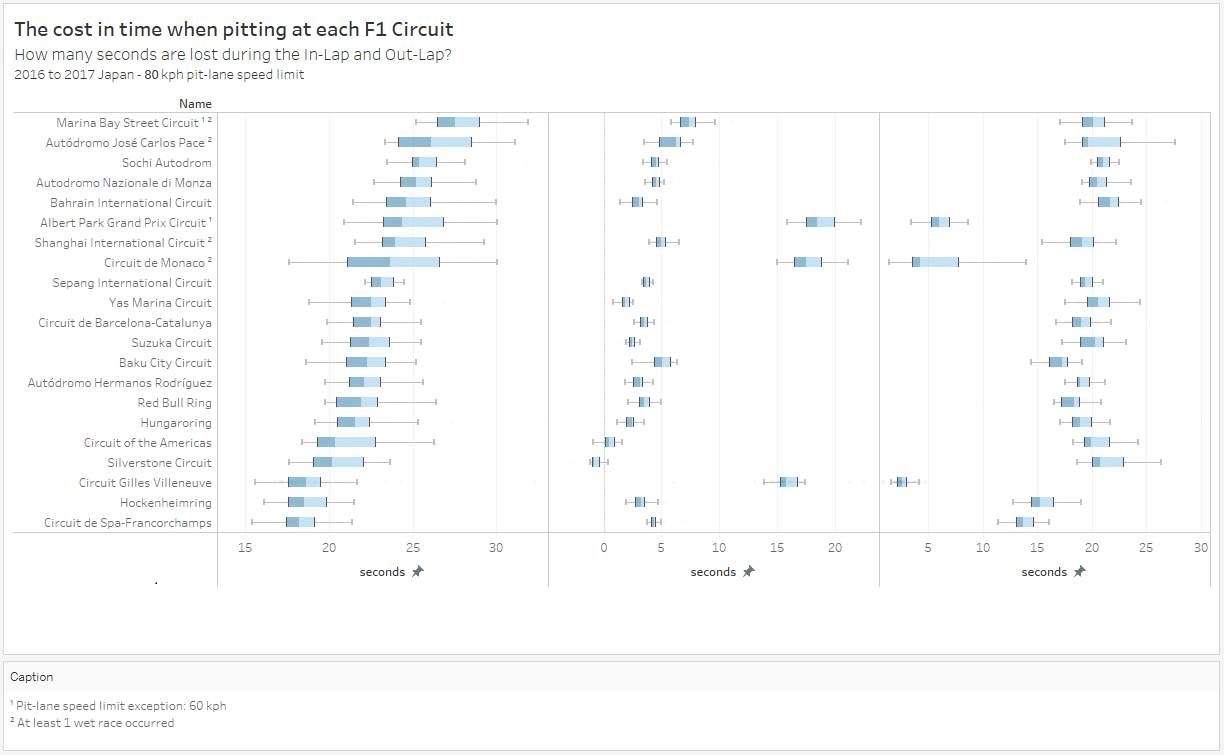 The cost in time when pitting at each F1 Circuit
How many seconds are lost during the In-Lap and Out-Lap?
2016 to 2017 Japan - 80 kph pit-lane speed limit
Name
Marina Bay Street Circuit ¹ ²
Autódromo José Carlos Pace ²
Sochi Autodrom
Autodromo Nazionale di Monza
Bahrain International Circuit
Albert Park Grand Prix Circuit ¹
Shanghai International Circuit ²
Circuit de Monaco ²
Sepang International Circuit
Yas Marina Circuit
Circuit de Barcelona-Catalunya
Suzuka Circuit
Baku City Circuit
Autódromo Hermanos Rodríguez
Red Bull Ring
Hungaroring
Circuit of the Americas
Silverstone Circuit
Circuit Gilles Villeneuve
Hockenheimring
Circuit de Spa-Francorchamps
15 20 25 30 0 5 10 15 20 5 10 15 20 25 30
seconds seconds seconds
.
Caption
¹ Pit-lane speed limit exception: 60 kph
² At least 1 wet race occurred